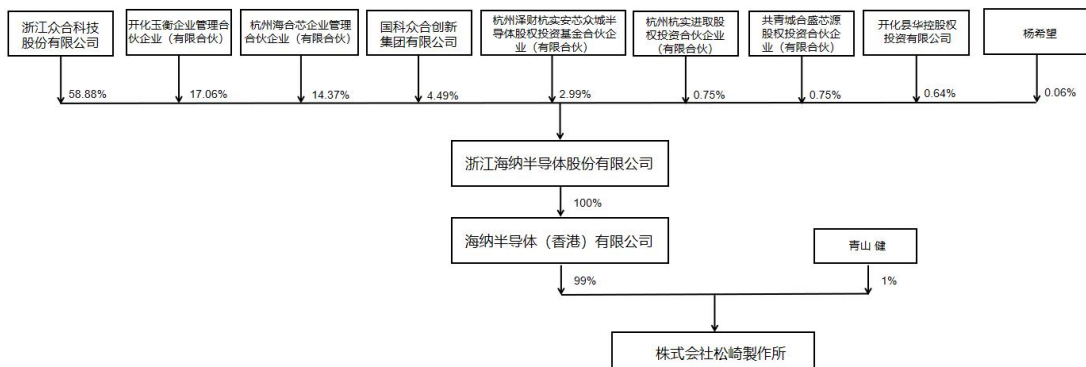 浙江众合科技
股份有限公司
开化玉衡企业管理合
伙企业（有限合伙）
杭州海合芯企业管理
合伙企业（有限合伙）
国科众合创新
集团有限公司
杭州泽财杭实安芯众城半
导体股权投资基金合伙企
业（有限合伙）
杭州杭实进取股
权投资合伙企业
（有限合伙）
共青城合盛芯源
股权投资合伙企
业（有限合伙）
开化县华控股权
投资有限公司
杨希望
58.88%
17.06%
14.37%
4.49%
2.99%
0.75%
0.75%
0.64%
0.06%
浙江海纳半导体股份有限公司
100%
海纳半导体（香港）有限公司
青山 健
99%
1%
株式会社松崎製作所